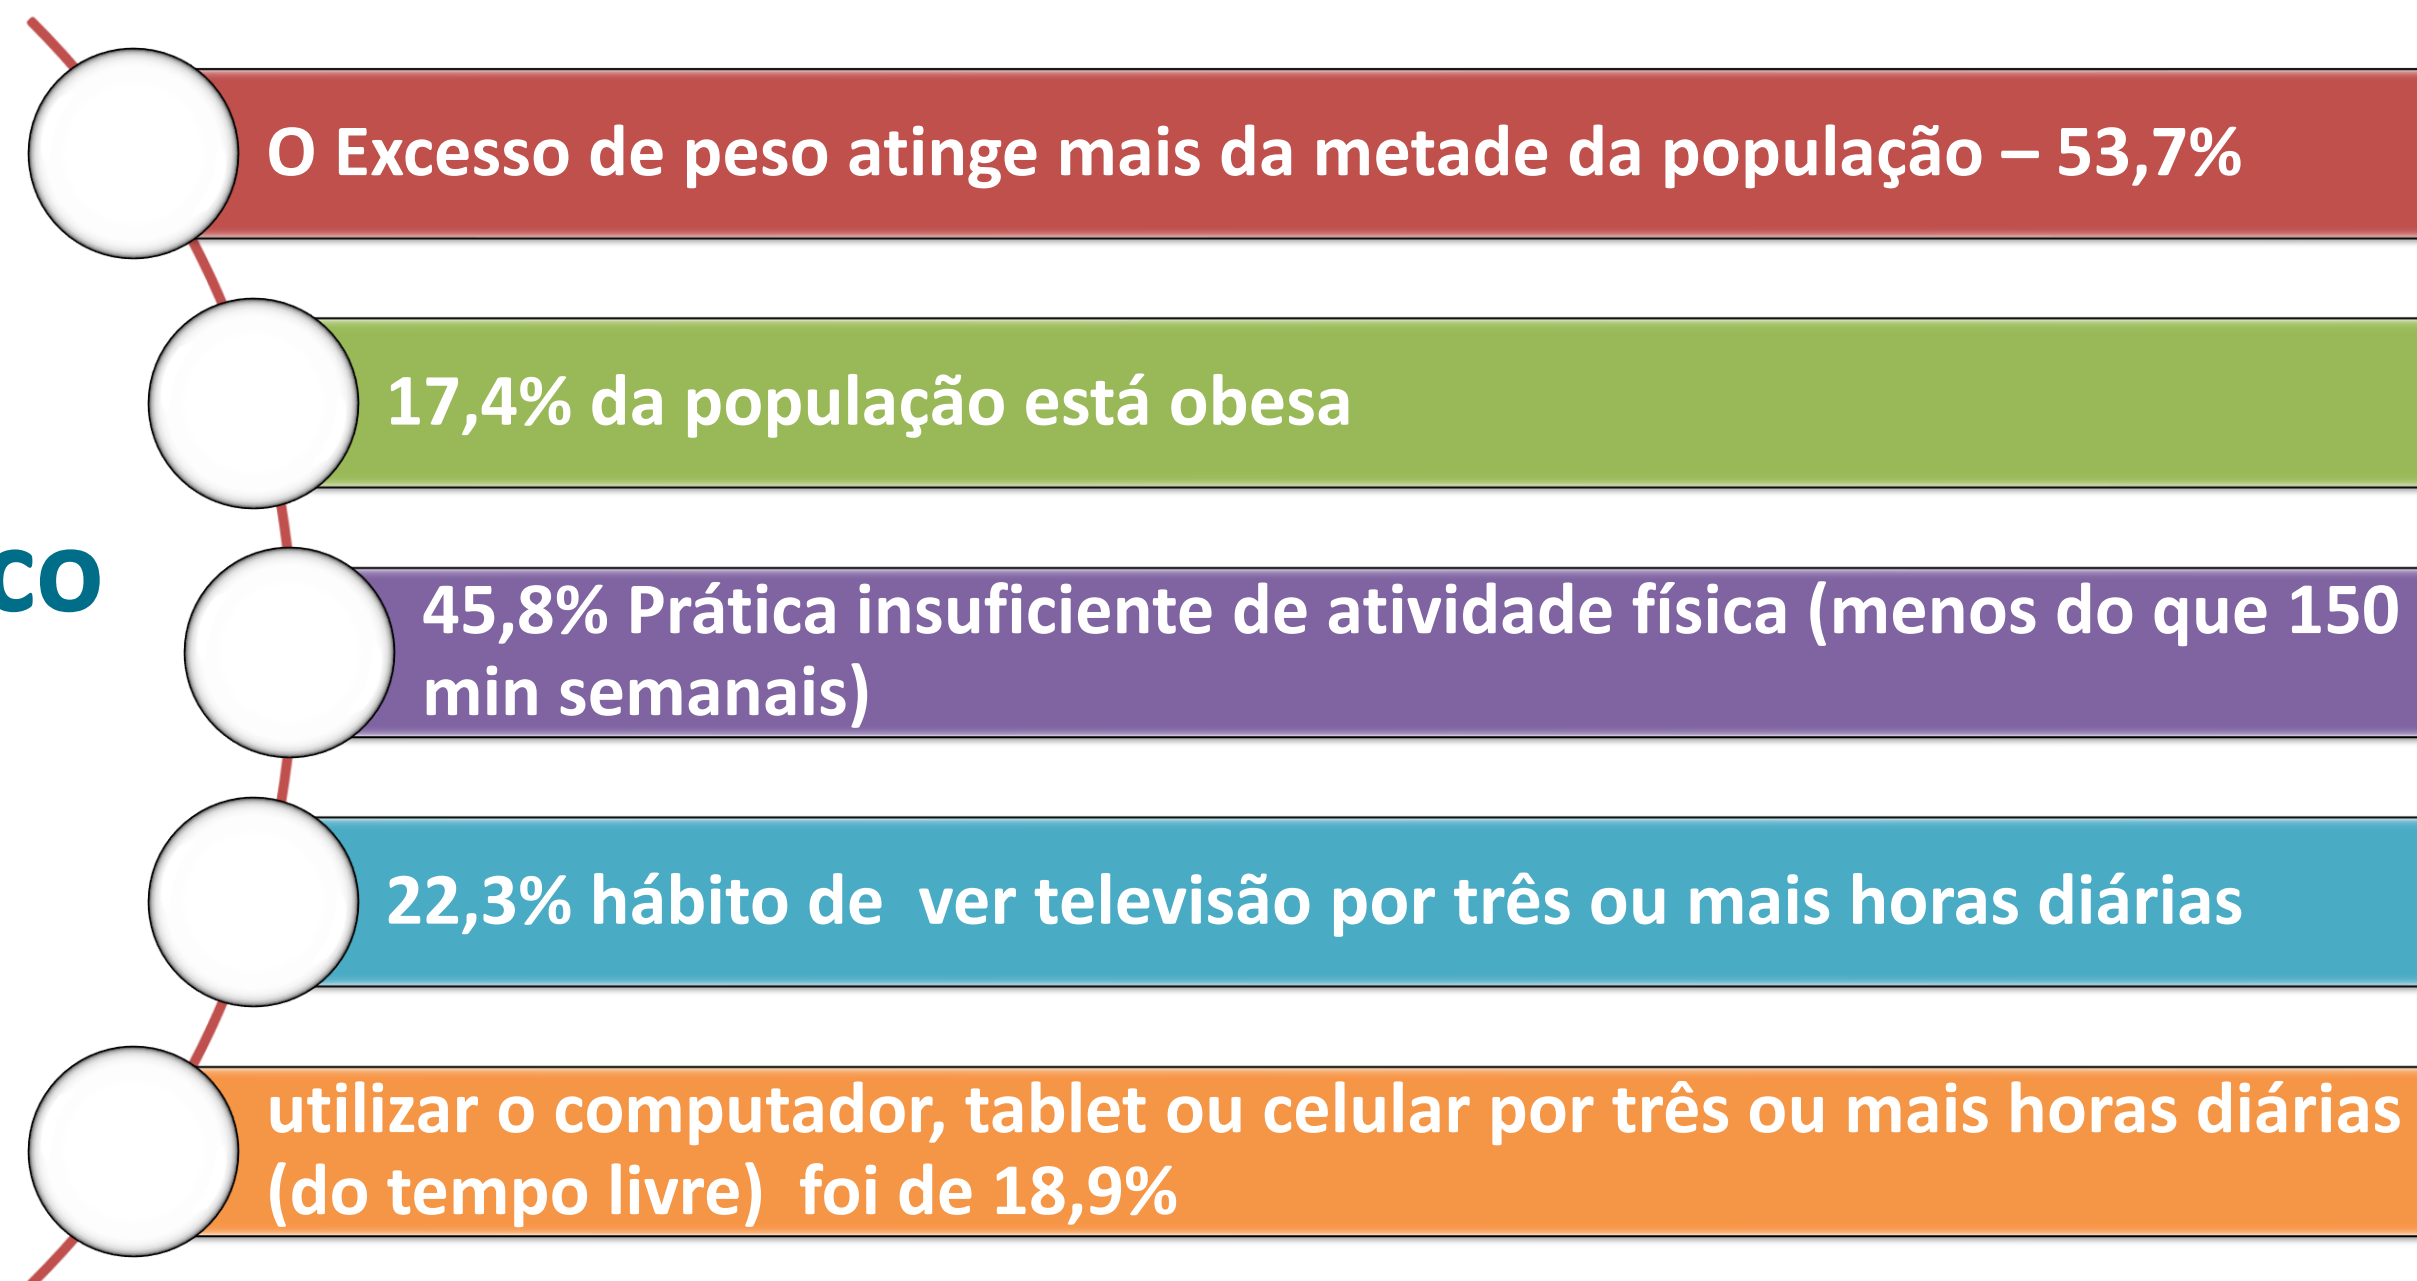 O Excesso de peso atinge mais da metade da população – 53,7%
17,4% da população está obesa
co
45,8% Prática insuficiente de atividade física (menos do que 150
min semanais)
22,3% hábito de  ver televisão por três ou mais horas diárias
utilizar o computador, tablet ou celular por três ou mais horas diárias
(do tempo livre)  foi de 18,9%